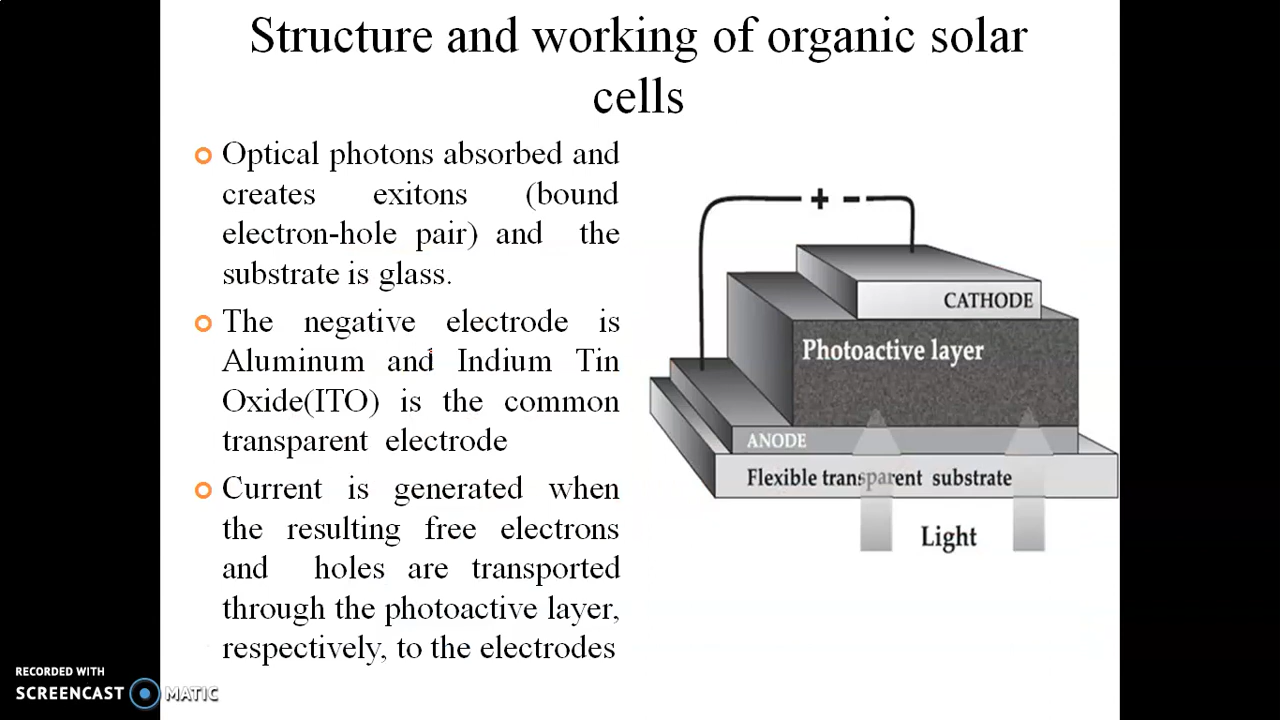 Structure and working of organic solar
cells
Optical photons absorbed and
creates exitons (bound
electron-hole pair) and the
substrate is glass.
The negative electrode is
Aluminum and Indium Tin
Oxide(ITO) is the common
transparent electrode
Current is generated when
the resulting free electrons
and holes are transported
through the photoactive layer,
respectively, to the electrodes
+ -
CATHODE
Photoactive layer
ANODE
Flexible transparent substrate
Light
RECORDED WITH
SCREENCAST MATIC